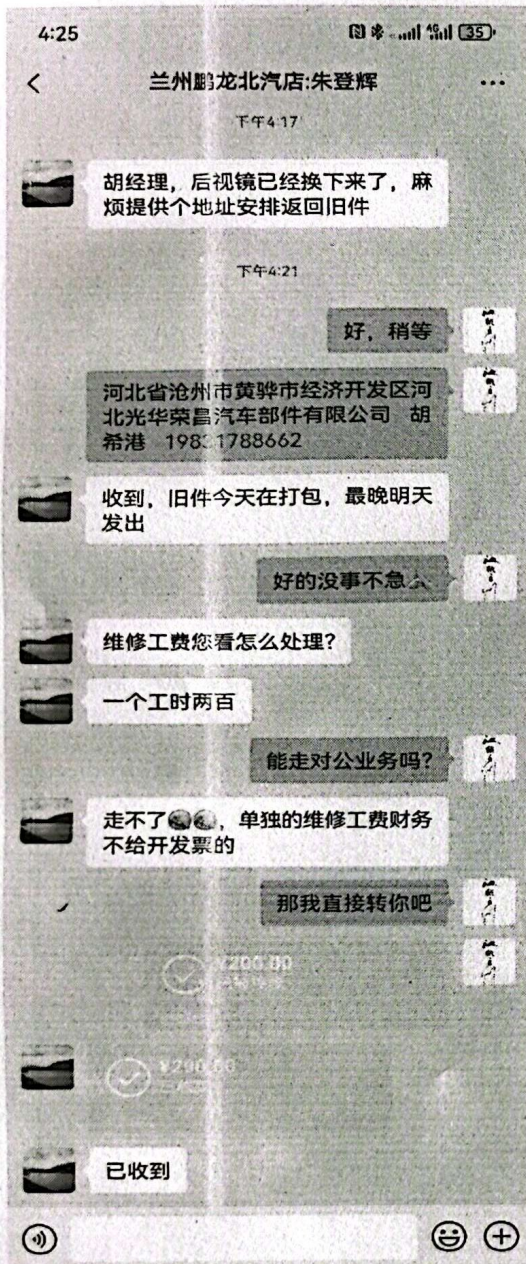 4:25
4G 35
兰州鹏龙北汽店:朱登辉
下午4:17
胡经理，后视镜已经换下来了，麻
烦提供个地址安排返回旧件
下午4:21
好，稍等
河北省沧州市黄骅市经济开发区河
北光华荣昌汽车部件有限公司 胡
希港 19831788662
收到，旧件今天在打包，最晚明天
发出
好的没事不急
维修工费您看怎么处理？
一个工时两百
能走对公业务吗？
走不了，单独的维修工费财务
不给开发票的
那我直接转你吧
¥200.00
¥200.00
已收到